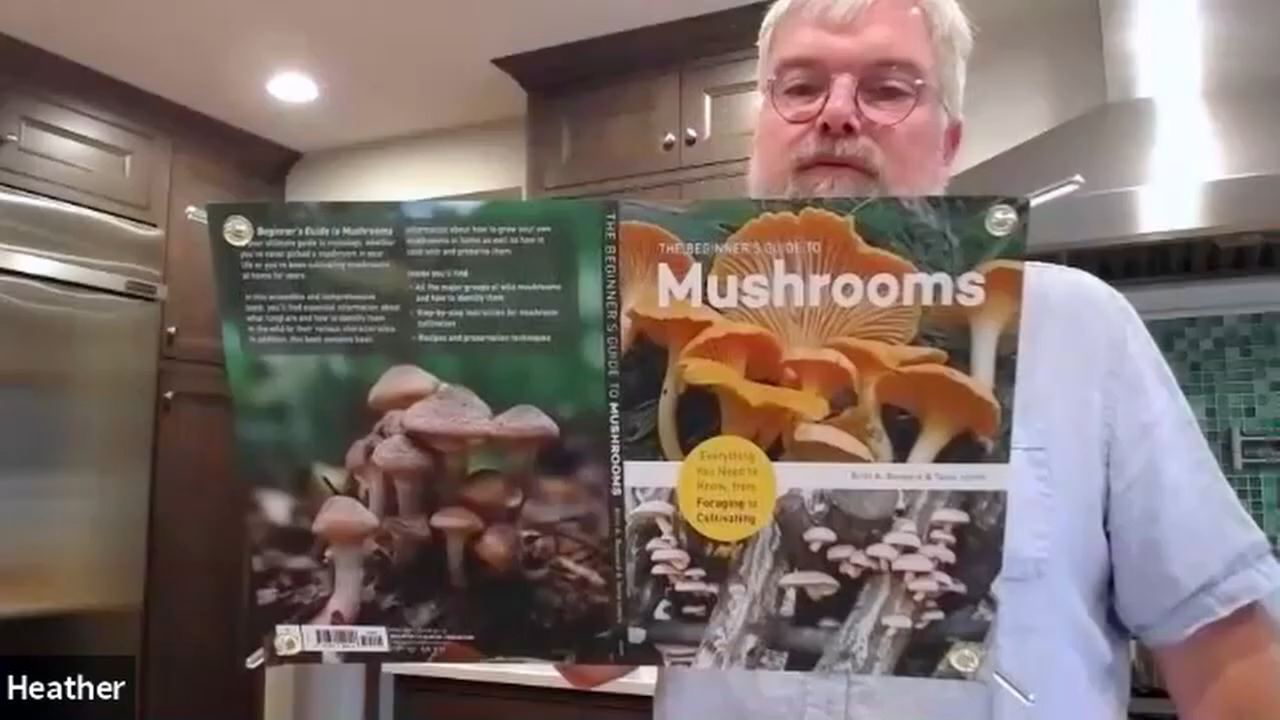 Beginner's Guide to Mushrooms
your ultimate guide to mycology, whether
you've never picked a mushroom in your
life or you've been cultivating mushrooms
at home for years.
In this accessible and comprehensive
book, you'll find essential information about
what fungi are and how to identify them
in the wild by their various characteristics.
In addition, this book contains basic
information about how to grow your own
mushrooms at home as well as how to
cook with and preserve them.
Inside you'll find
All the major groups of wild mushrooms
and how to identify them
Step-by-step instructions for mushroom
cultivation
Recipes and preservation techniques
THE BEGINNER'S GUIDE TO MUSHROOMS
THE BEGINNER'S GUIDE TO
Mushrooms
Everything
You Need to
Know, from
Foraging to
Cultivating
Heather